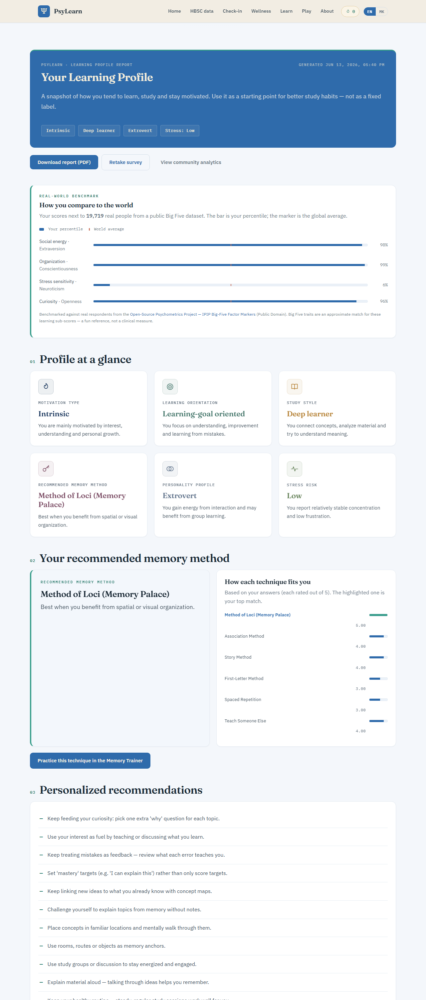 Ψ PsyLearn
Home HBSC data Check-in Wellness Learn Play About 0 EN MK
PSYLEARN · LEARNING PROFILE REPORT
GENERATED JUN 13, 2026, 05:40 PM
Your Learning Profile
A snapshot of how you tend to learn, study and stay motivated. Use it as a starting point for better study habits — not as a fixed
label.
Intrinsic Deep learner Extrovert Stress: Low
Download report (PDF) Retake survey View community analytics
REAL-WORLD BENCHMARK
How you compare to the world
Your scores next to 19,719 real people from a public Big Five dataset. The bar is your percentile; the marker is the global average.
Your percentile World average
Social energy ·
Extraversion
98%
Organization ·
Conscientiousness
99%
Stress sensitivity ·
Neuroticism
6%
Curiosity · Openness
96%
Benchmarked against real respondents from the Open-Source Psychometrics Project — IPIP Big-Five Factor Markers (Public Domain). Big Five traits are an approximate match for these
learning sub-scores — a fun reference, not a clinical measure.
01 Profile at a glance
MOTIVATION TYPE
Intrinsic
You are mainly motivated by interest,
understanding and personal growth.
LEARNING ORIENTATION
Learning-goal oriented
You focus on understanding, improvement
and learning from mistakes.
STUDY STYLE
Deep learner
You connect concepts, analyze material and
try to understand meaning.
RECOMMENDED MEMORY METHOD
Method of Loci (Memory
Palace)
Best when you benefit from spatial or visual
organization.
PERSONALITY PROFILE
Extrovert
You gain energy from interaction and may
benefit from group learning.
STRESS RISK
Low
You report relatively stable concentration
and low frustration.
02 Your recommended memory method
RECOMMENDED MEMORY METHOD
Method of Loci (Memory Palace)
Best when you benefit from spatial or visual organization.
How each technique fits you
Based on your answers (each rated out of 5). The highlighted one is
your top match.
Method of Loci (Memory Palace)
5.00
Association Method
4.00
Story Method
4.00
First-Letter Method
3.00
Spaced Repetition
3.00
Teach Someone Else
4.00
Practice this technique in the Memory Trainer
03 Personalized recommendations
— Keep feeding your curiosity: pick one extra 'why' question for each topic.
— Use your interest as fuel by teaching or discussing what you learn.
— Keep treating mistakes as feedback — review what each error teaches you.
— Set 'mastery' targets (e.g. 'I can explain this') rather than only score targets.
— Keep linking new ideas to what you already know with concept maps.
— Challenge yourself to explain topics from memory without notes.
— Place concepts in familiar locations and mentally walk through them.
— Use rooms, routes or objects as memory anchors.
— Use study groups or discussion to stay energized and engaged.
— Explain material aloud — talking through ideas helps you remember.
Keep your healthy routine — steady, regular study sessions work well for you.